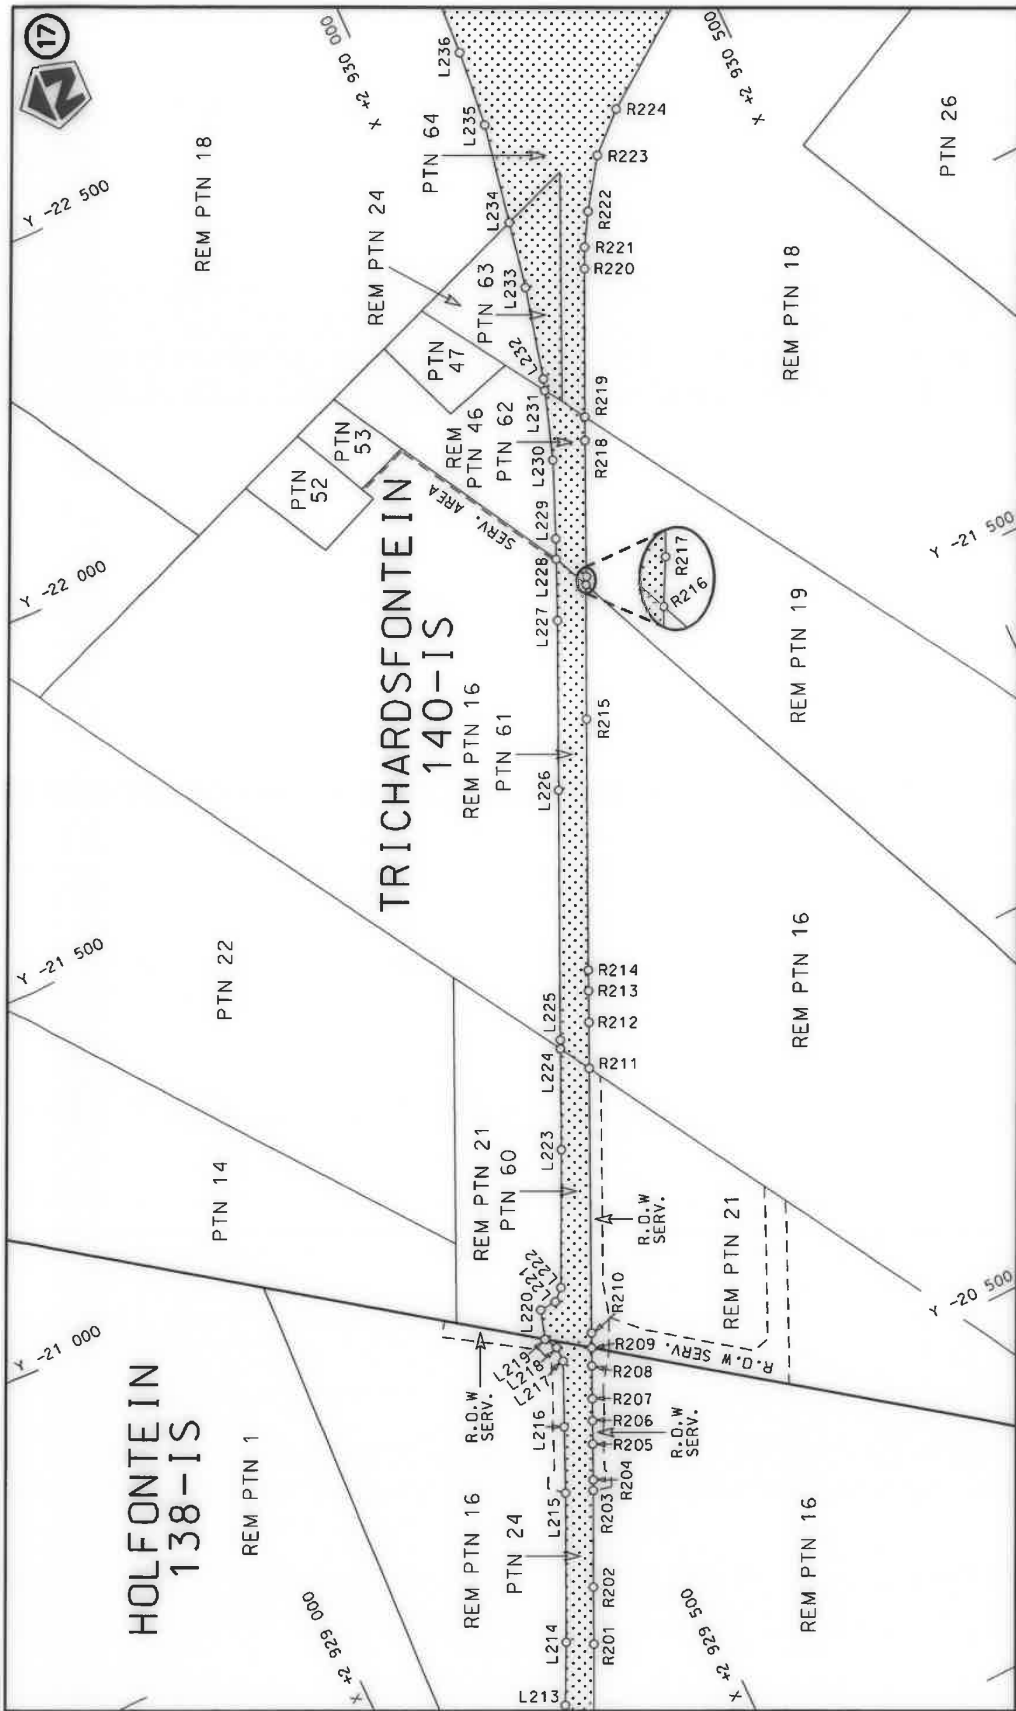 17
N
HOLFONTEIN
138-IS
REM PTN 1
REM PTN 16
PTN 24
REM PTN 16
TRICHARDSFONTEIN
140-IS
REM PTN 16
PTN 61
PTN 14
PTN 22
REM PTN 18
REM PTN 24
PTN 64
PTN 63
PTN
47
PTN
53
PTN
52
REM
PTN 46
PTN 62
SERV. AREA
REM PTN 21
PTN 60
REM PTN 21
REM PTN 16
REM PTN 19
REM PTN 18
PTN 26
R.O.W
SERV.
R.O.W
SERV.
R.O.W
SERV.
R.O.W SERV.
Y -21 000
Y -21 500
Y -22 000
Y -22 500
Y -20 500
Y -21 500
X +2 929 000
X +2 929 500
X +2 930 000
X +2 930 500
L213
L214
L215
L216
L217
L218
L219
L220
L221
L222
L223
L224
L225
L226
L227
L228
L229
L230
L231
L232
L233
L234
L235
L236
R201
R202
R203
R204
R205
R206
R207
R208
R209
R210
R211
R212
R213
R214
R215
R216
R217
R218
R219
R220
R221
R222
R223
R224